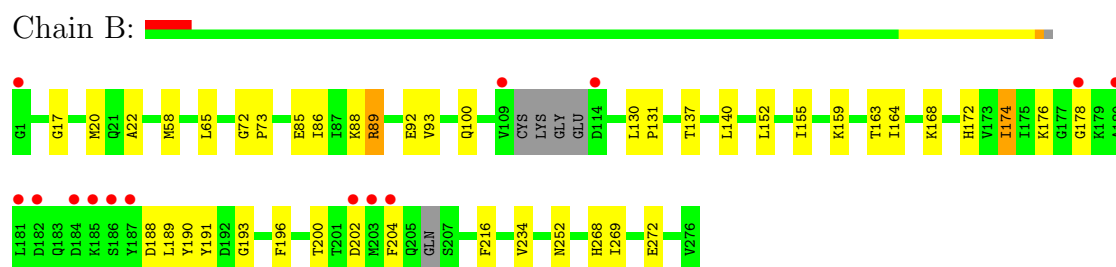 Chain B:
G1 G17 M20 Q21 A22 M58 L65 G72 P73 E85 I86 I87 K88 R89 E92 V93 Q100 V109 CYS LYS GLY GLU D114 L130 P131 T137 L140 L152 I155 K159 T163 I164 K168 H172 V173 I174 I175 K176 G177 G178 K179
L181 D182 Q183 D184 K185 S186 Y187 D188 L189 Y190 Y191 D192 G193 F196 T200 T201 D202 M203 F204 Q205 GLN S207 F216 V234 N252 H268 I269 E272 V276